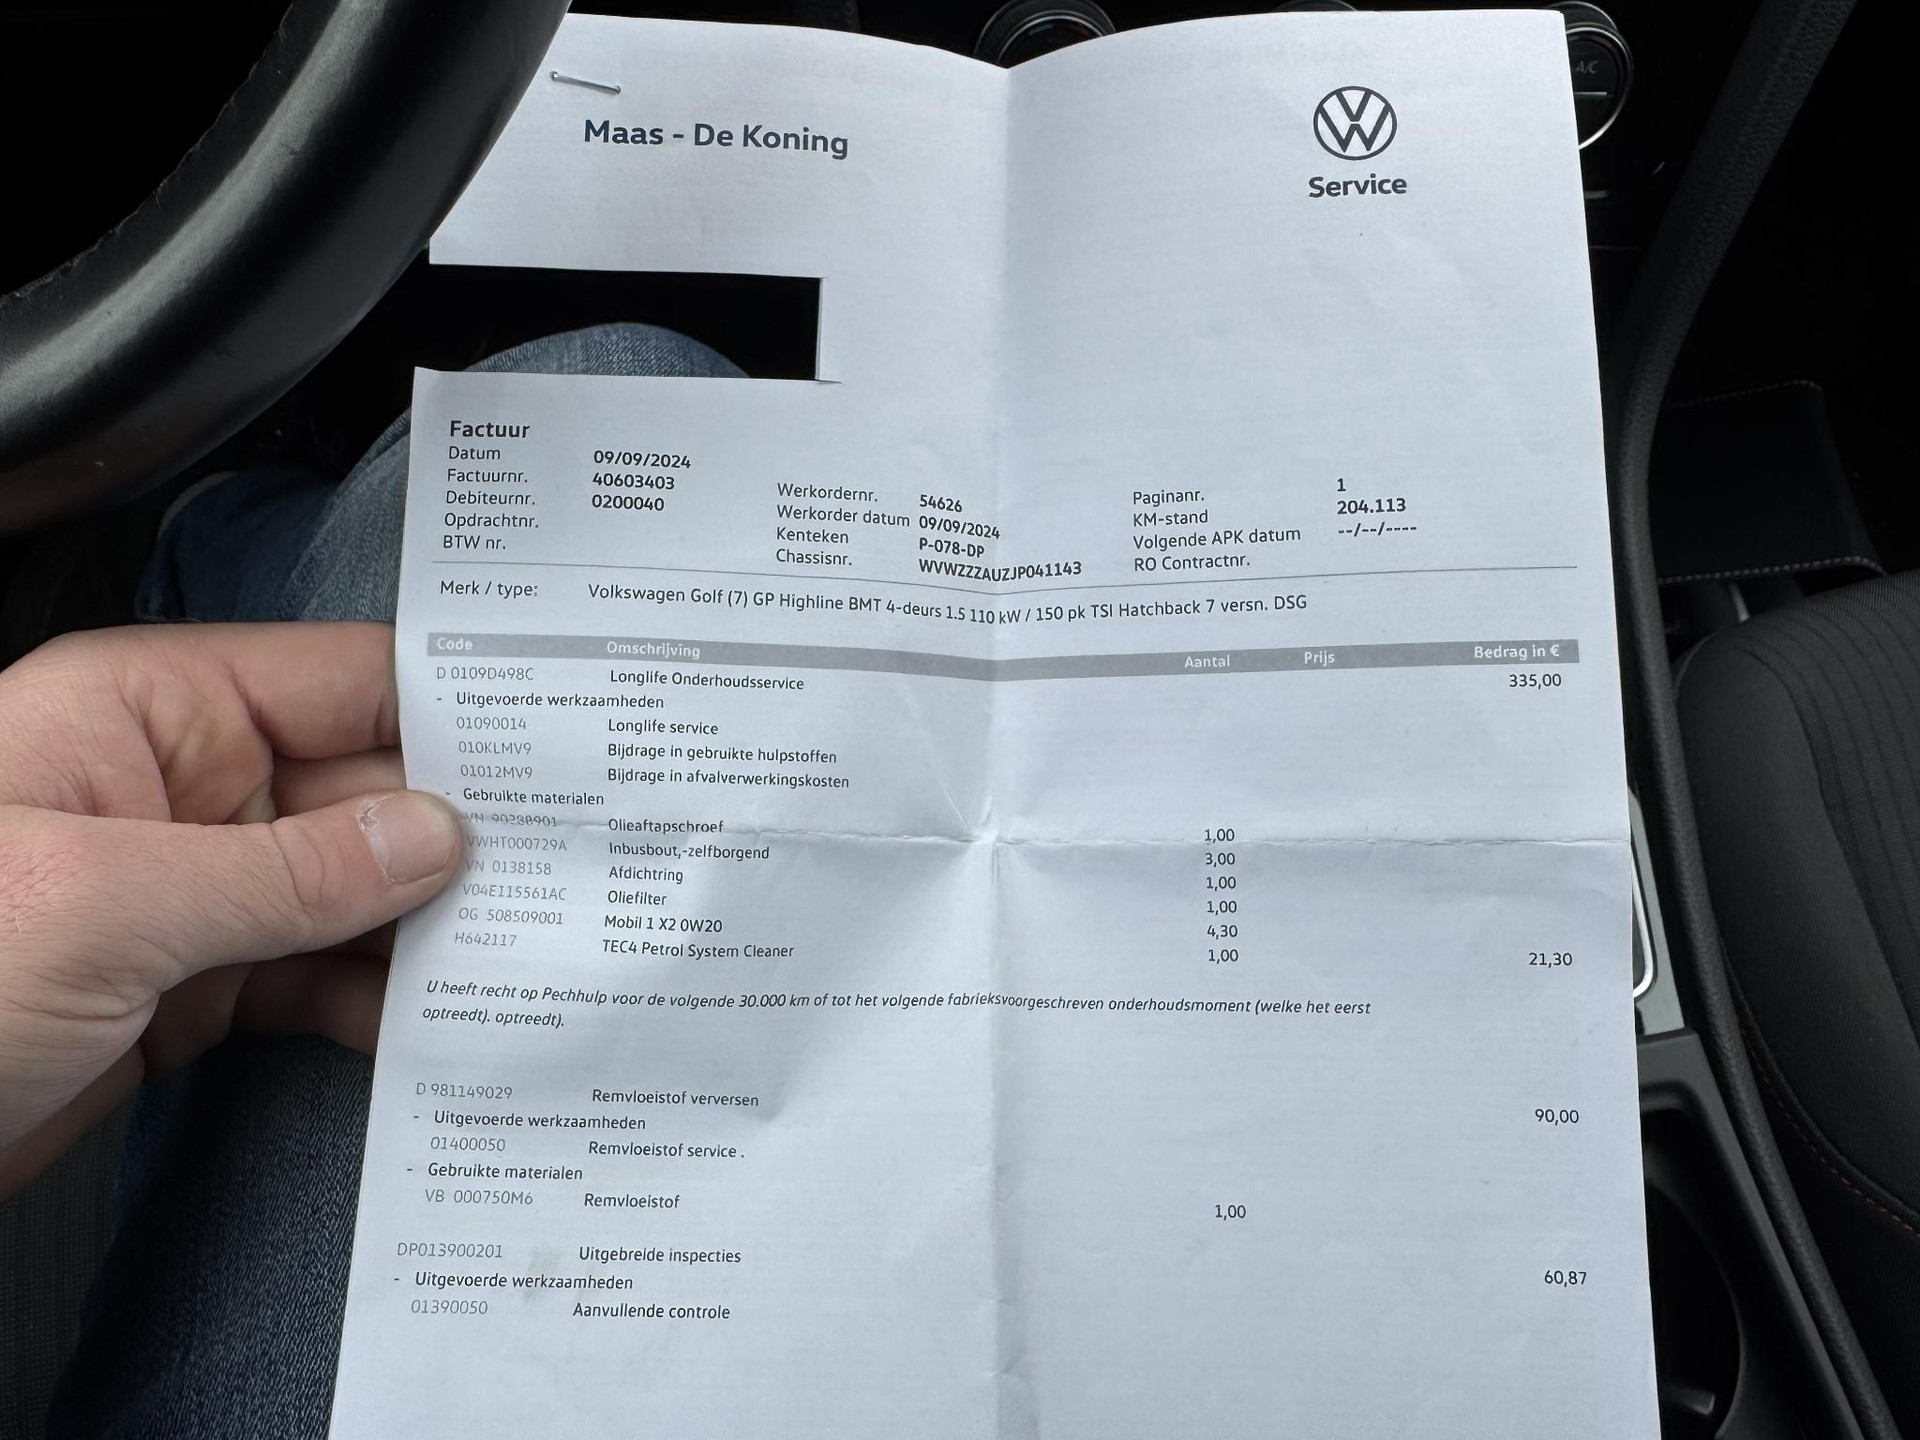 Maas - De Koning
Service
A/C
Factuur
Datum 09/09/2024
Factuurnr. 40603403
Debiteurnr. 0200040
Opdrachtnr.
BTW nr.
Werkordernr. 54626
Werkorder datum 09/09/2024
Kenteken P-078-DP
Chassisnr. WVWZZZAUZJP041143
Paginanr. 1
KM-stand 204.113
Volgende APK datum --/--/----
RO Contractnr.
Merk / type: Volkswagen Golf (7) GP Highline BMT 4-deurs 1.5 110 kW / 150 pk TSI Hatchback 7 versn. DSG
Code Omschrijving Aantal Prijs Bedrag in €
D 0109D498C Longlife Onderhoudsservice 335,00
- Uitgevoerde werkzaamheden
01090014 Longlife service
010KLMV9 Bijdrage in gebruikte hulpstoffen
01012MV9 Bijdrage in afvalverwerkingskosten
- Gebruikte materialen
VN 90288901 Olieaftapschroef 1,00
VWHT000729A Inbusbout,-zelfborgend 3,00
VN 0138158 Afdichtring 1,00
V04E115561AC Oliefilter 1,00
OG 508509001 Mobil 1 X2 0W20 4,30
H642117 TEC4 Petrol System Cleaner 1,00 21,30
U heeft recht op Pechhulp voor de volgende 30.000 km of tot het volgende fabrieksvoorgeschreven onderhoudsmoment (welke het eerst
optreedt). optreedt).
D 981149029 Remvloeistof verversen 90,00
- Uitgevoerde werkzaamheden
01400050 Remvloeistof service .
- Gebruikte materialen
VB 000750M6 Remvloeistof 1,00
DP013900201 Uitgebreide inspecties 60,87
- Uitgevoerde werkzaamheden
01390050 Aanvullende controle